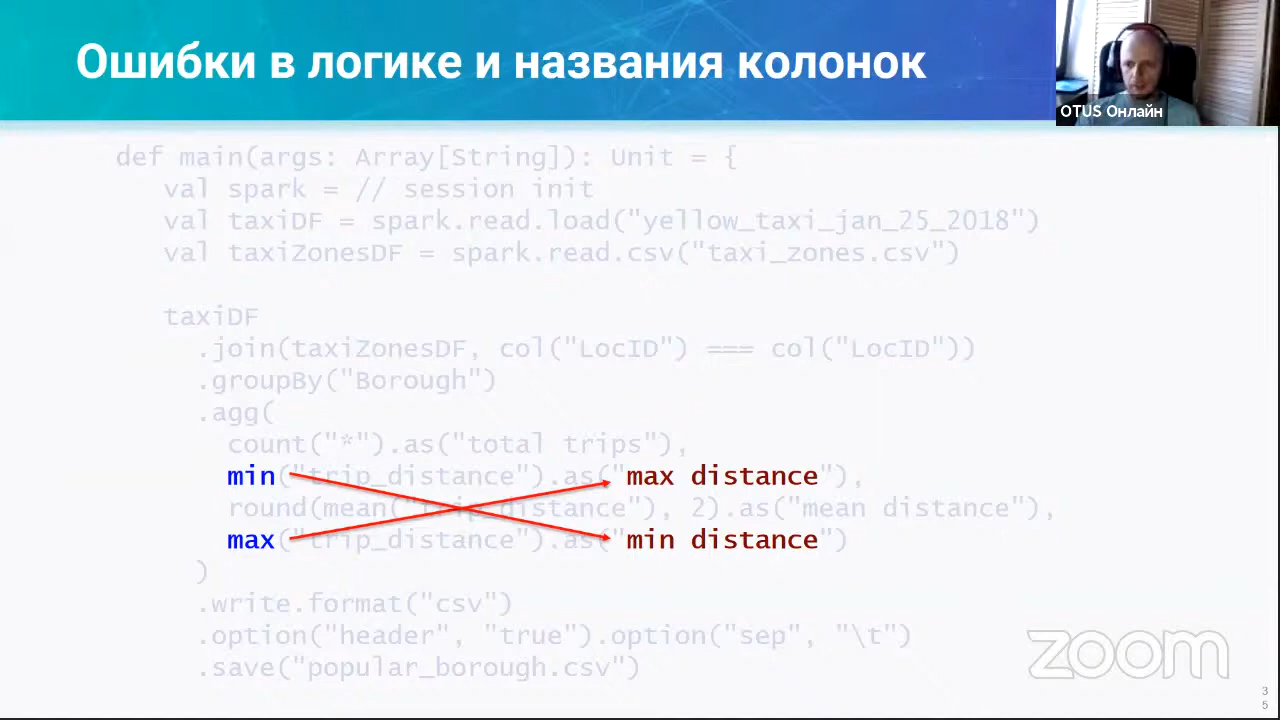 Ошибки в логике и названия колонок
OTUS Онлайн
def main(args: Array[String]): Unit = {
val spark = // session init
val taxiDF = spark.read.load("yellow_taxi_jan_25_2018")
val taxiZonesDF = spark.read.csv("taxi_zones.csv")
taxiDF
.join(taxiZonesDF, col("LocID") === col("LocID"))
.groupBy("Borough")
.agg(
count("*").as("total trips"),
min("trip_distance").as("max distance"),
round(mean("trip_distance"), 2).as("mean distance"),
max("trip_distance").as("min distance")
)
.write.format("csv")
.option("header", "true").option("sep", "\t")
.save("popular_borough.csv")
zoom
3
5